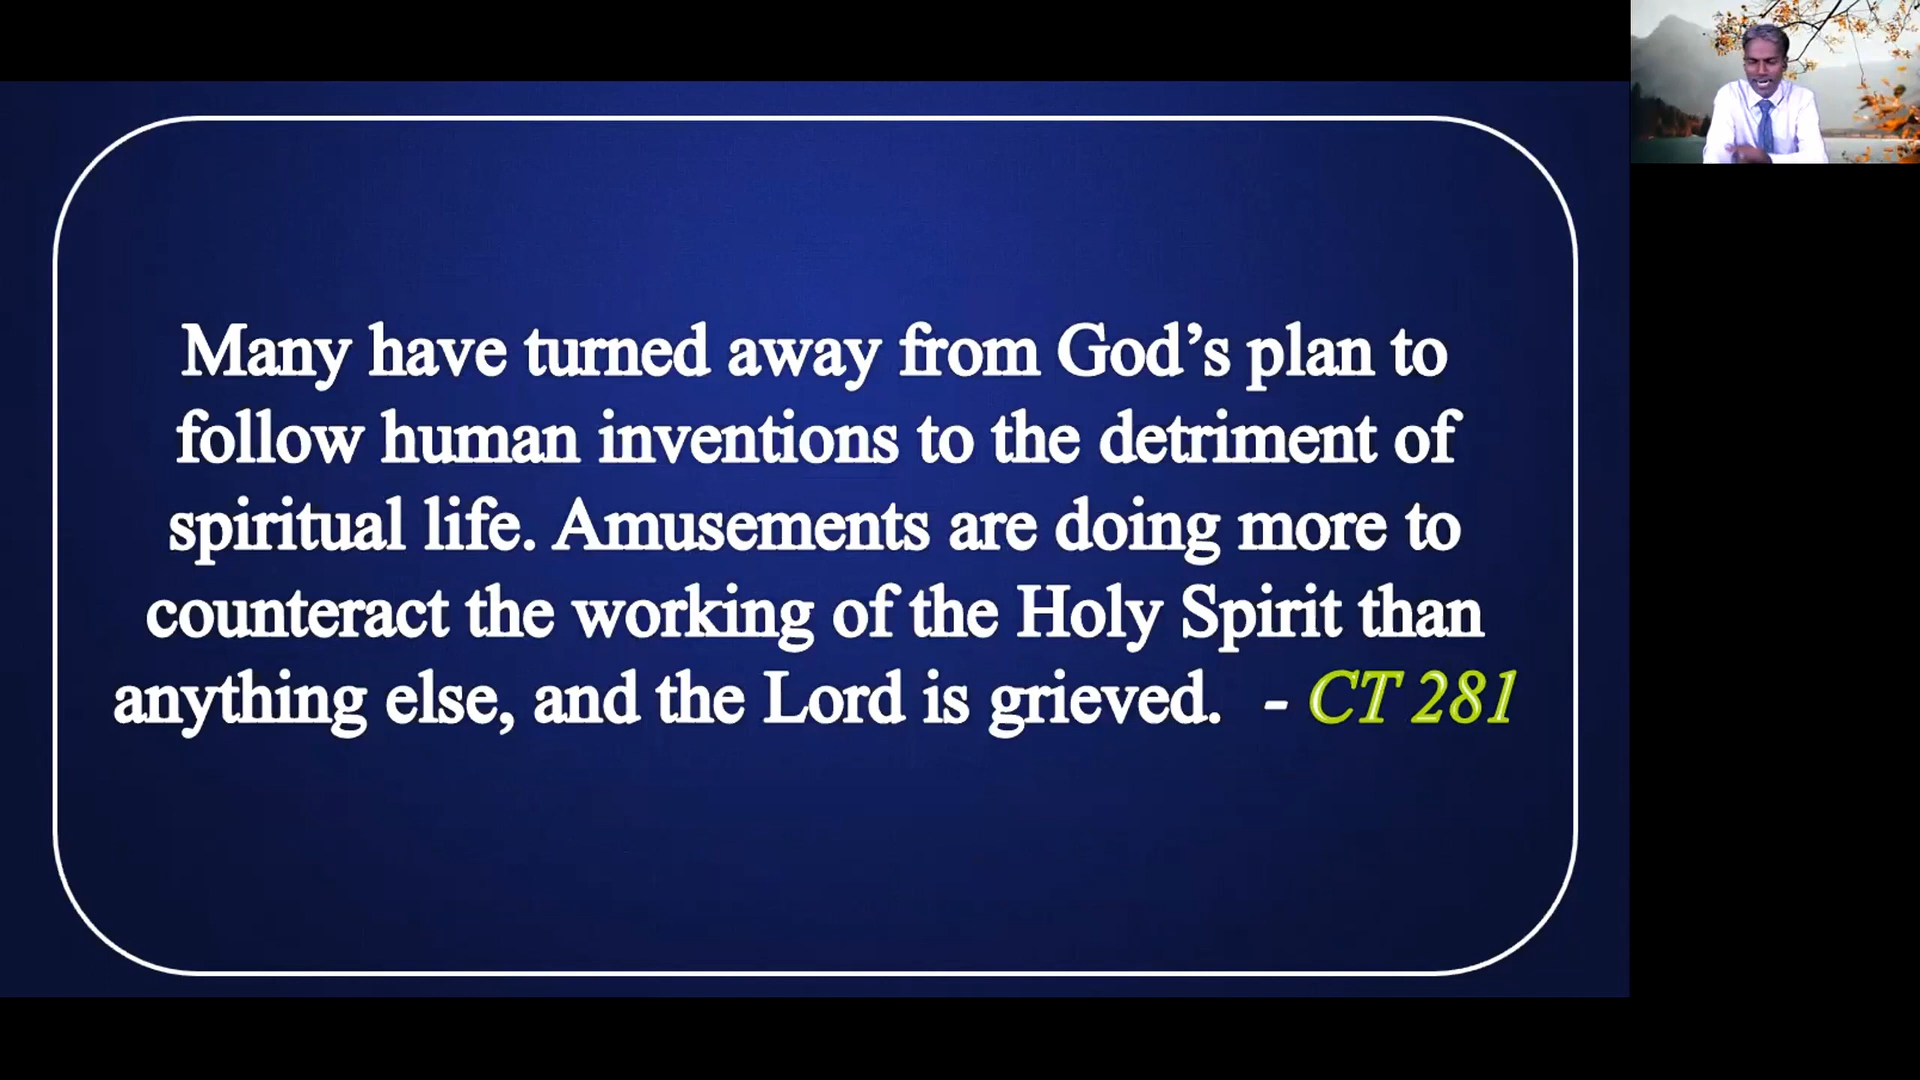 Many have turned away from God’s plan to
follow human inventions to the detriment of
spiritual life. Amusements are doing more to
counteract the working of the Holy Spirit than
anything else, and the Lord is grieved. - CT 281